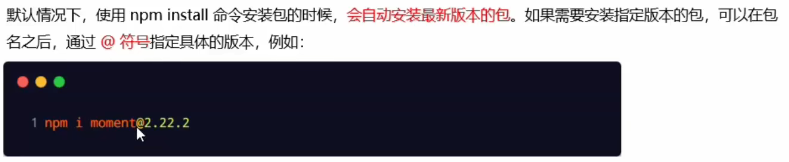 默认情况下，使用 npm install 命令安装包的时候，会自动安装最新版本的包。如果需要安装指定版本的包，可以在包
名之后，通过 @ 符号指定具体的版本，例如：
1 npm i moment@2.22.2